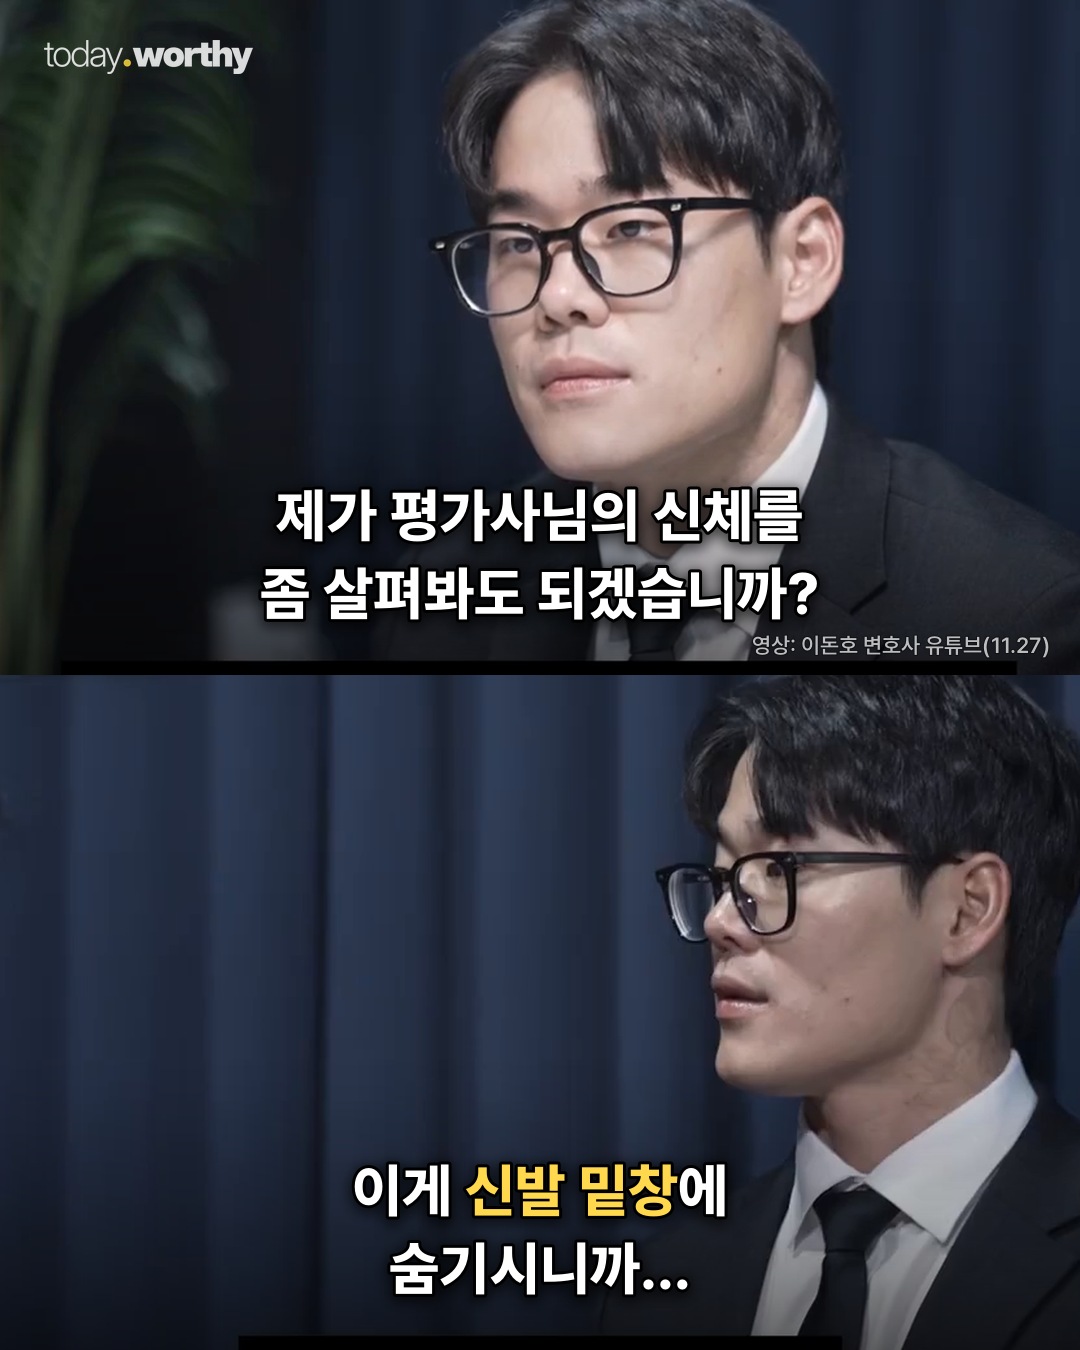 today.worthy
제가 평가사님의 신체를
좀 살펴봐도 되겠습니까?
영상: 이돈호 변호사 유튜브(11.27)
이게 신발 밑창에
숨기시니까...